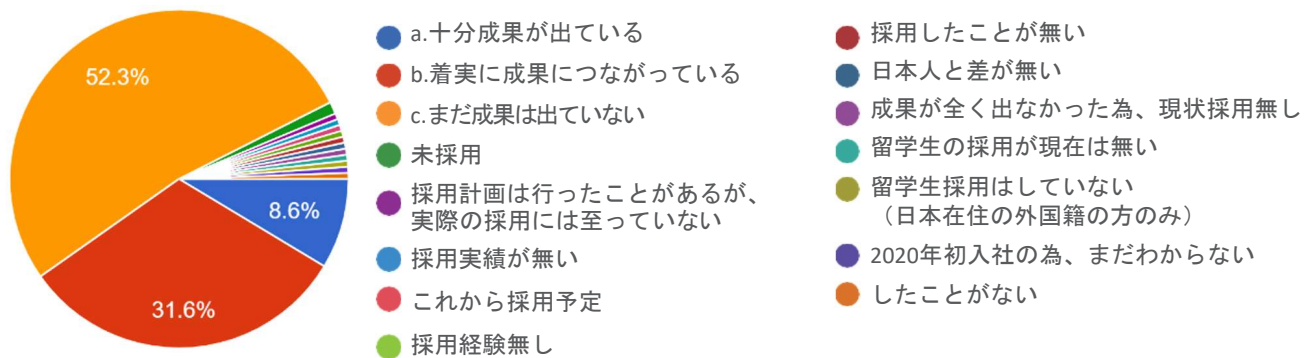 52.3%
8.6%
31.6%
a.十分成果が出ている
b.着実に成果につながっている
c.まだ成果は出ていない
未採用
採用計画は行ったことがあるが、
実際の採用には至っていない
採用実績が無い
これから採用予定
採用経験無し
採用したことが無い
日本人と差が無い
成果が全く出なかった為、現状採用無し
留学生の採用が現在は無い
留学生採用はしていない
（日本在住の外国籍の方のみ）
2020年初入社の為、まだわからない
したことがない